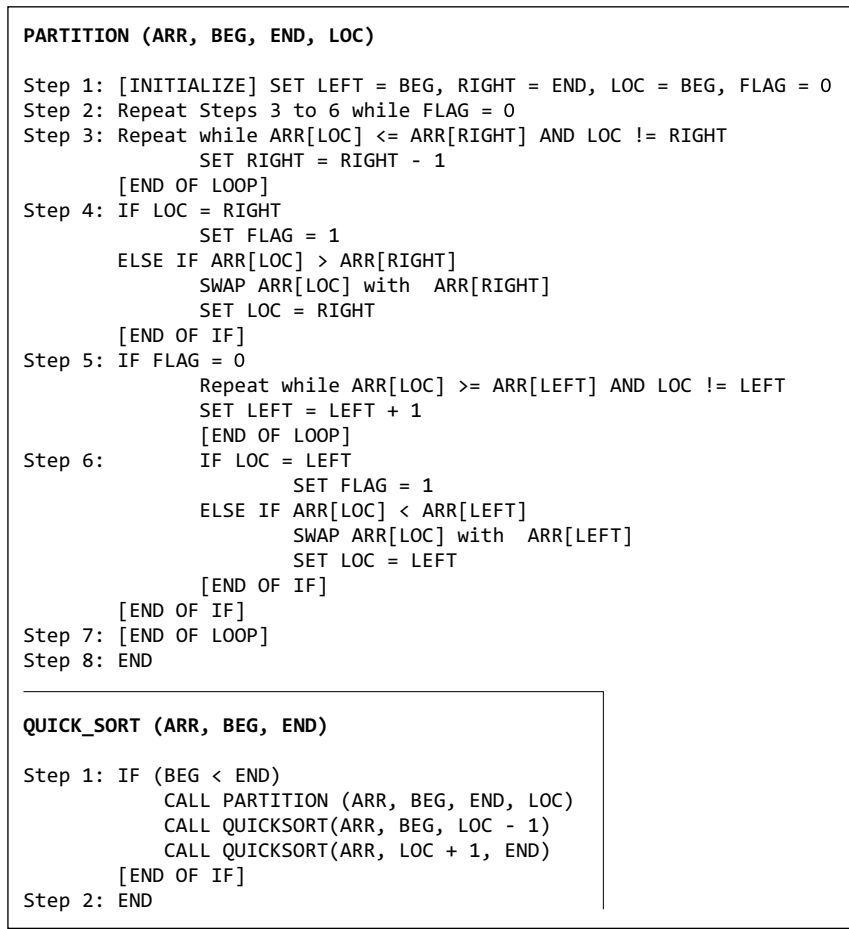 PARTITION (ARR, BEG, END, LOC)
Step 1: [INITIALIZE] SET LEFT = BEG, RIGHT = END, LOC = BEG, FLAG = 0
Step 2: Repeat Steps 3 to 6 while FLAG = 0
Step 3: Repeat while ARR[LOC] <= ARR[RIGHT] AND LOC != RIGHT
SET RIGHT = RIGHT - 1
[END OF LOOP]
Step 4: IF LOC = RIGHT
SET FLAG = 1
ELSE IF ARR[LOC] > ARR[RIGHT]
SWAP ARR[LOC] with ARR[RIGHT]
SET LOC = RIGHT
[END OF IF]
Step 5: IF FLAG = 0
Repeat while ARR[LOC] >= ARR[LEFT] AND LOC != LEFT
SET LEFT = LEFT + 1
[END OF LOOP]
Step 6: IF LOC = LEFT
SET FLAG = 1
ELSE IF ARR[LOC] < ARR[LEFT]
SWAP ARR[LOC] with ARR[LEFT]
SET LOC = LEFT
[END OF IF]
[END OF IF]
Step 7: [END OF LOOP]
Step 8: END
QUICK_SORT (ARR, BEG, END)
Step 1: IF (BEG < END)
CALL PARTITION (ARR, BEG, END, LOC)
CALL QUICKSORT(ARR, BEG, LOC - 1)
CALL QUICKSORT(ARR, LOC + 1, END)
[END OF IF]
Step 2: END